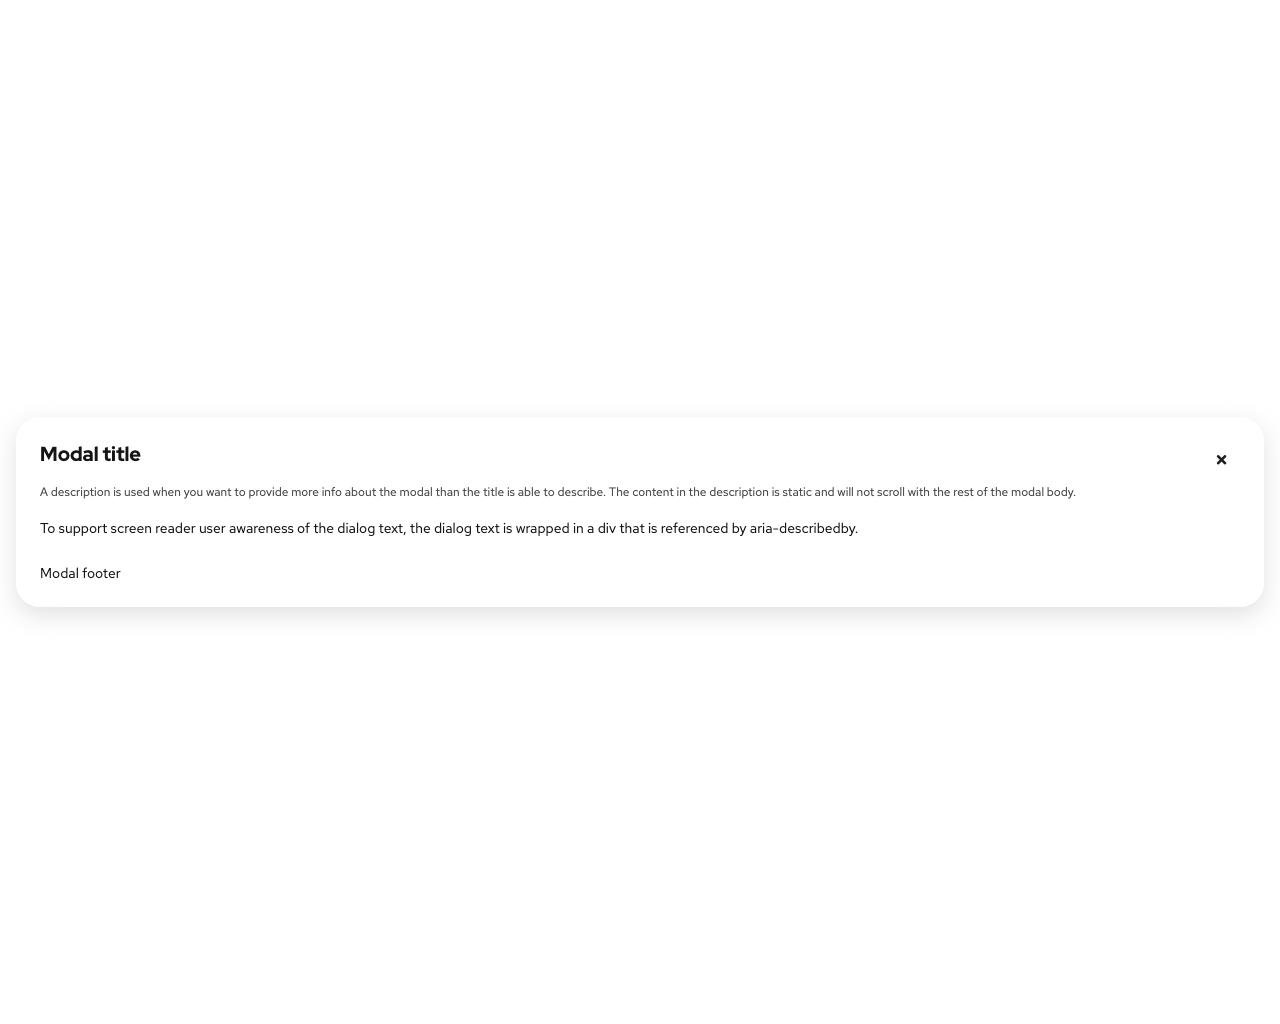 Modal title
A description is used when you want to provide more info about the modal than the title is able to describe. The content in the description is static and will not scroll with the rest of the modal body.
To support screen reader user awareness of the dialog text, the dialog text is wrapped in a div that is referenced by aria-describedby.
Modal footer